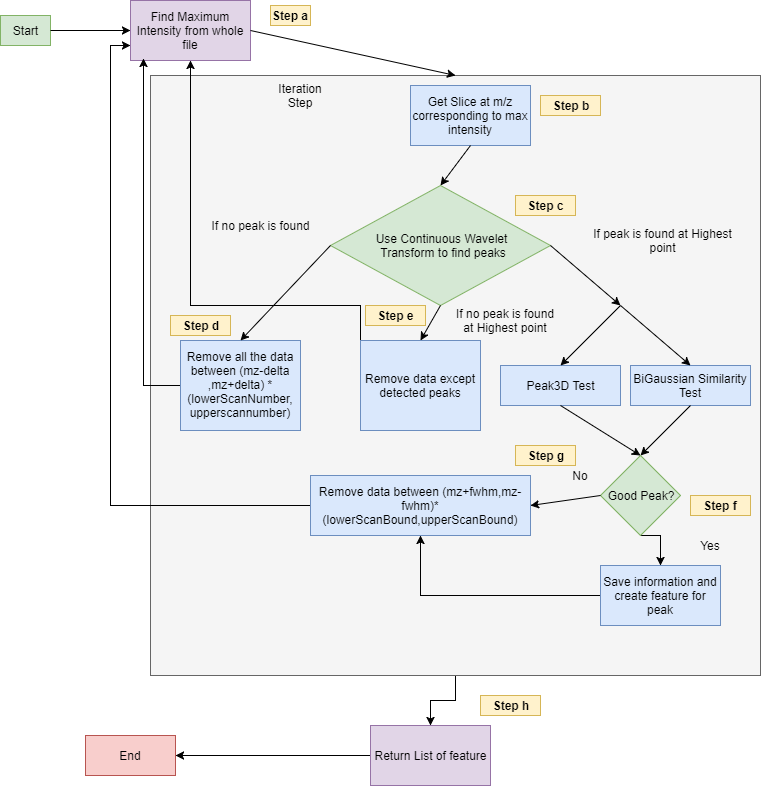 Start
Find Maximum
Intensity from whole
file
Step a
Iteration
Step
Get Slice at m/z
corresponding to max
intensity
Step b
Step c
If no peak is found
Use Continuous Wavelet
Transform to find peaks
If peak is found at Highest
point
Step d
Step e
If no peak is found
at Highest point
Remove all the data
between (mz-delta
,mz+delta) *
(lowerScanNumber,
upperscannumber)
Remove data except
detected peaks
Peak3D Test
BiGaussian Similarity
Test
Step g
No
Good Peak?
Step f
Remove data between (mz+fwhm,mz-
fwhm)*
(lowerScanBound,upperScanBound)
Yes
Save information and
create feature for
peak
Step h
End
Return List of feature